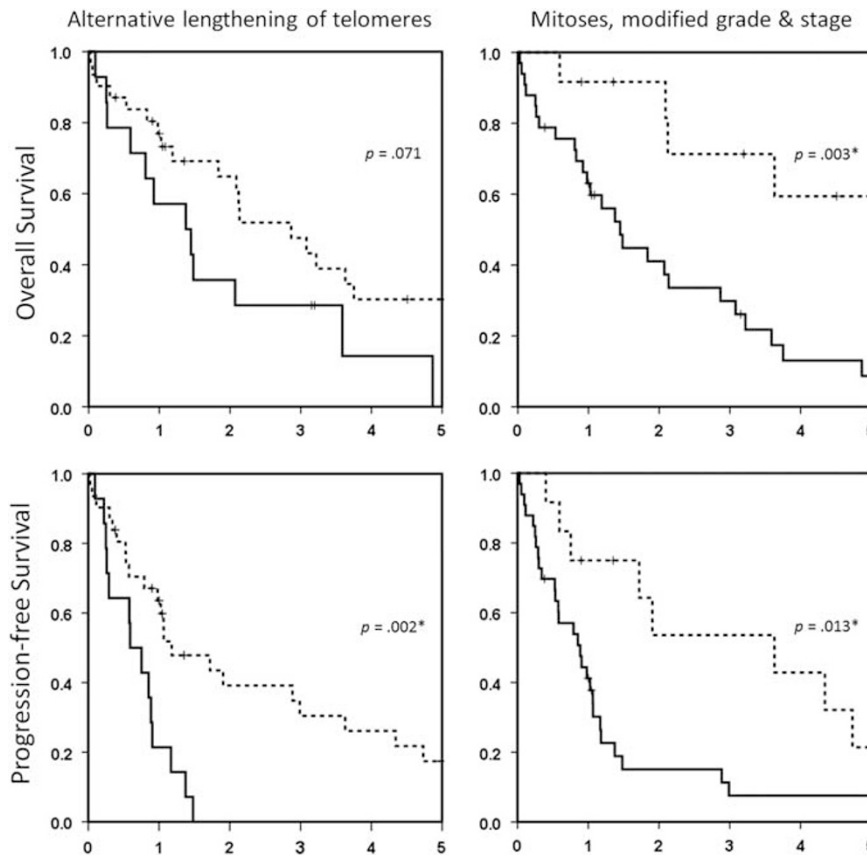 Alternative lengthening of telomeres
Mitoses, modified grade & stage
Overall Survival
1.0
0.8
0.6
0.4
0.2
0.0
p = .071
0 1 2 3 4 5
1.0
0.8
0.6
0.4
0.2
0.0
p = .003*
0 1 2 3 4
Progression-free Survival
1.0
0.8
0.6
0.4
0.2
0.0
p = .002*
0 1 2 3 4 5
1.0
0.8
0.6
0.4
0.2
0.0
p = .013*
0 1 2 3 4